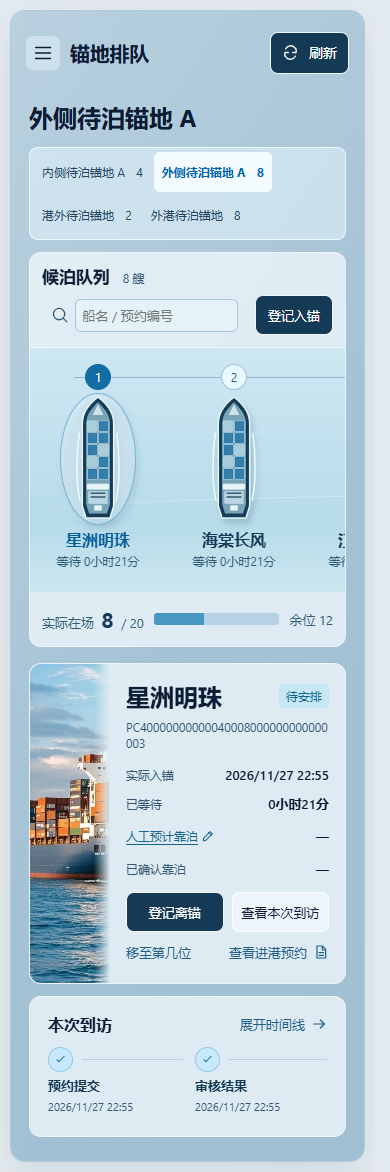 锚地排队
刷新
外侧待泊锚地 A
内侧待泊锚地 A 4 外侧待泊锚地 A 8
港外待泊锚地 2 外港待泊锚地 8
候泊队列 8 艘
船名 / 预约编号 登记入锚
1 2
星洲明珠 海棠长风
等待 0小时21分 等待 0小时21分 等待
实际在场 8 / 20 余位 12
星洲明珠 待安排
PC40000000000040008000000000000
003
实际入锚 2026/11/27 22:55
已等待 0小时21分
人工预计靠泊 —
已确认靠泊 —
登记离锚 查看本次到访
移至第几位 查看进港预约
本次到访 展开时间线
预约提交 审核结果
2026/11/27 22:55 2026/11/27 22:55